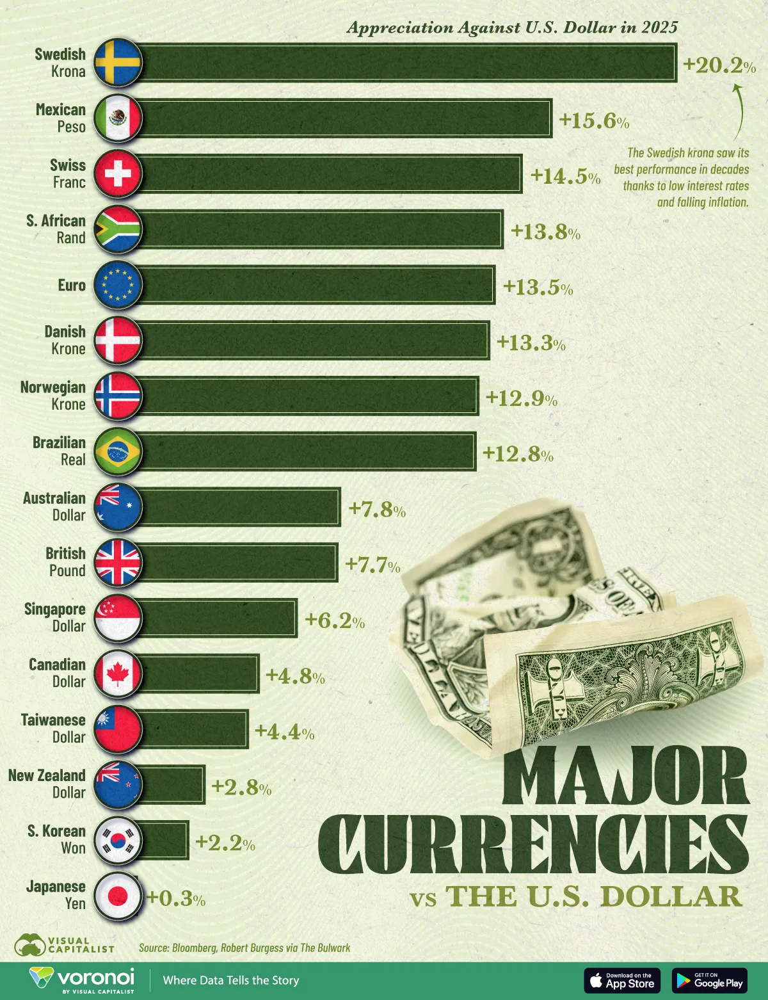 Appreciation Against U.S. Dollar in 2025
Swedish
Krona
+20.2%
The Swedish krona saw its
best performance in decades
thanks to low interest rates
and falling inflation.
Mexican
Peso
+15.6%
Swiss
Franc
+14.5%
S. African
Rand
+13.8%
Euro
+13.5%
Danish
Krone
+13.3%
Norwegian
Krone
+12.9%
Brazilian
Real
+12.8%
Australian
Dollar
+7.8%
British
Pound
+7.7%
Singapore
Dollar
+6.2%
Canadian
Dollar
+4.8%
Taiwanese
Dollar
+4.4%
New Zealand
Dollar
+2.8%
S. Korean
Won
+2.2%
Japanese
Yen
+0.3%
MAJOR
CURRENCIES
vs THE U.S. DOLLAR
VISUAL
CAPITALIST
Source: Bloomberg, Robert Burgess via The Bulwark
voronoi
BY VISUAL CAPITALIST
Where Data Tells the Story
Download on the
App Store
GET IT ON
Google Play